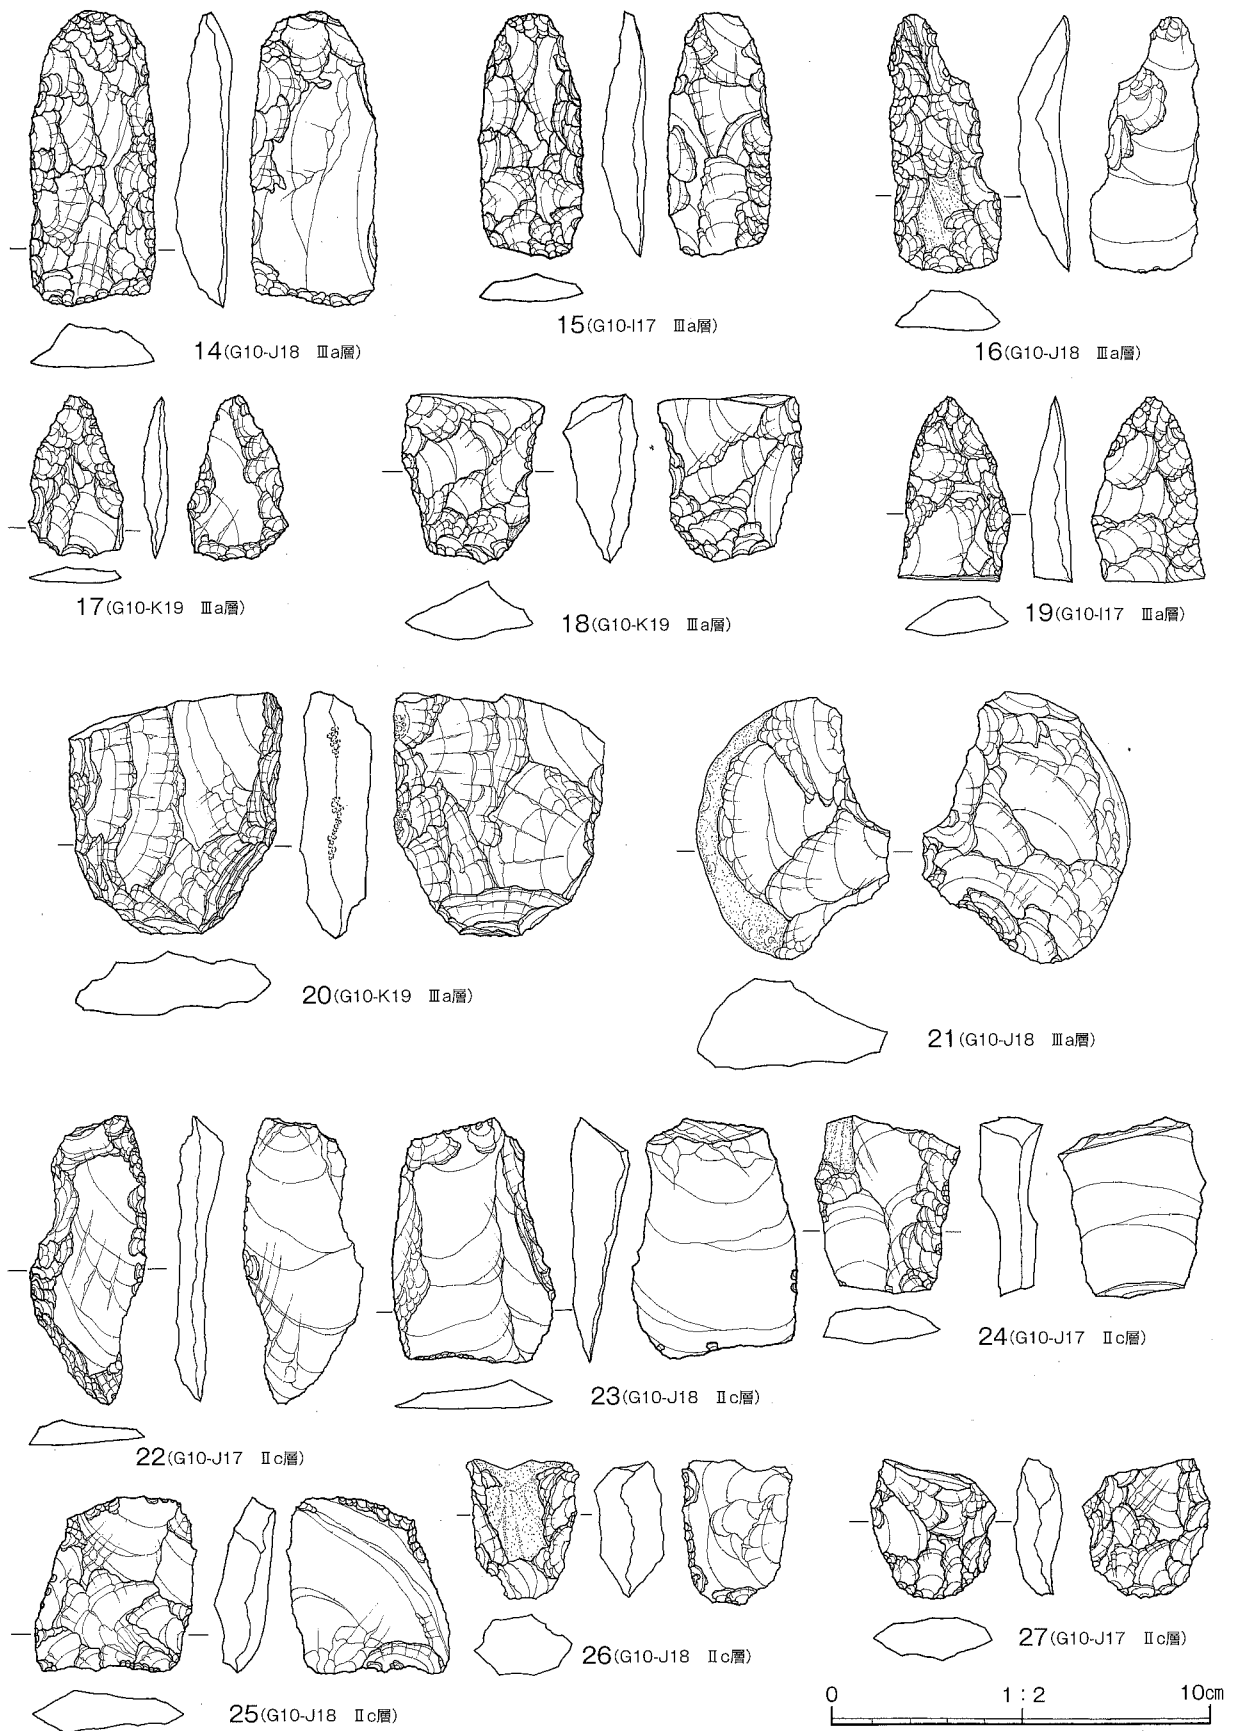 14(G10-J18 Ⅲa層)
15(G10-I17 Ⅲa層)
16(G10-J18 Ⅲa層)
17(G10-K19 Ⅲa層)
18(G10-K19 Ⅲa層)
19(G10-I17 Ⅲa層)
20(G10-K19 Ⅲa層)
21(G10-J18 Ⅲa層)
22(G10-J17 Ⅱc層)
23(G10-J18 Ⅱc層)
24(G10-J17 Ⅱc層)
25(G10-J18 Ⅱc層)
26(G10-J18 Ⅱc層)
27(G10-J17 Ⅱc層)
0 1:2 10cm